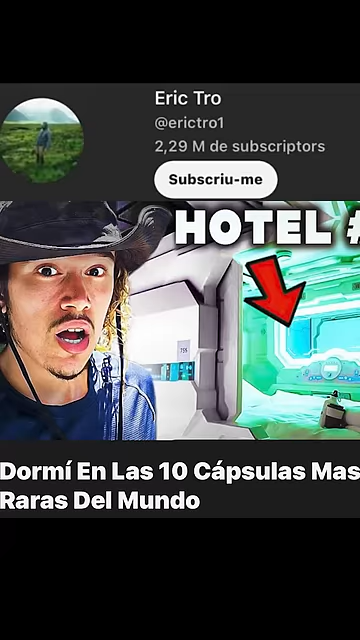 Eric Tro
@erictro1
2,29 M de subscriptors
Subscriu-me
HOTEL #
Dormí En Las 10 Cápsulas Mas
Raras Del Mundo